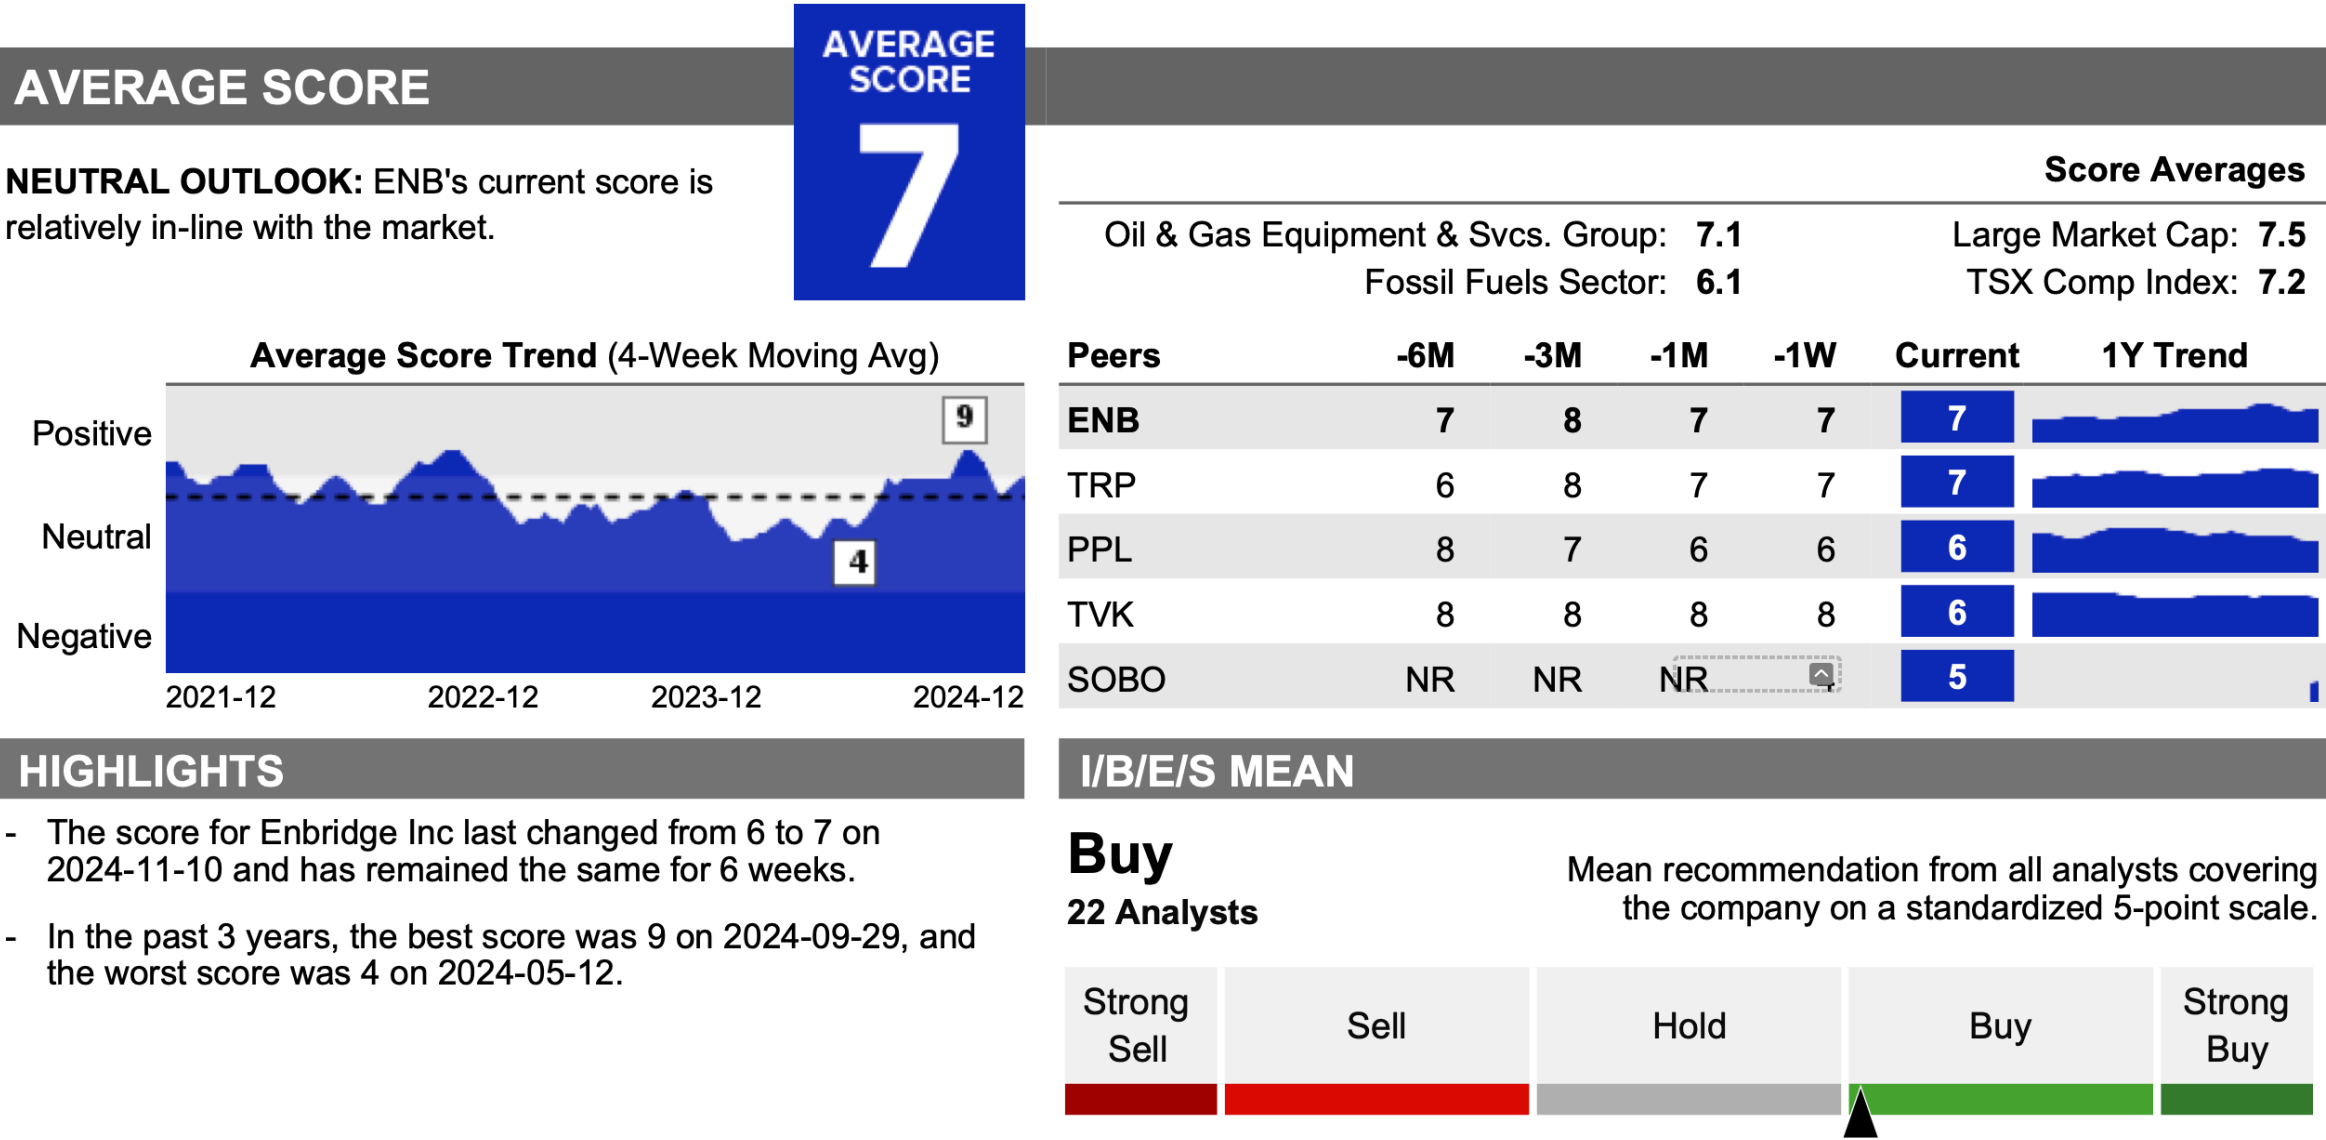 AVERAGE SCORE
AVERAGE
SCORE
7
NEUTRAL OUTLOOK: ENB's current score is
relatively in-line with the market.
Score Averages
Oil & Gas Equipment & Svcs. Group: 7.1 Large Market Cap: 7.5
Fossil Fuels Sector: 6.1 TSX Comp Index: 7.2
Average Score Trend (4-Week Moving Avg)
Positive
Neutral
Negative
9
4
2021-12 2022-12 2023-12 2024-12
Peers -6M -3M -1M -1W Current 1Y Trend
ENB 7 8 7 7 7
TRP 6 8 7 7 7
PPL 8 7 6 6 6
TVK 8 8 8 8 6
SOBO NR NR NR 5
HIGHLIGHTS
- The score for Enbridge Inc last changed from 6 to 7 on
2024-11-10 and has remained the same for 6 weeks.
- In the past 3 years, the best score was 9 on 2024-09-29, and
the worst score was 4 on 2024-05-12.
I/B/E/S MEAN
Buy
22 Analysts
Mean recommendation from all analysts covering
the company on a standardized 5-point scale.
Strong
Sell
Sell
Hold
Buy
Strong
Buy